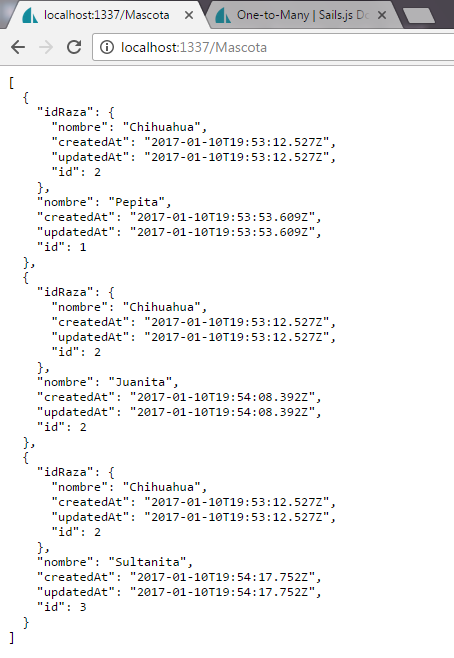 localhost:1337/Mascota
One-to-Many | Sails.js Do
localhost:1337/Mascota
[
  {
    "idRaza": {
      "nombre": "Chihuahua",
      "createdAt": "2017-01-10T19:53:12.527Z",
      "updatedAt": "2017-01-10T19:53:12.527Z",
      "id": 2
    },
    "nombre": "Pepita",
    "createdAt": "2017-01-10T19:53:53.609Z",
    "updatedAt": "2017-01-10T19:53:53.609Z",
    "id": 1
  },
  {
    "idRaza": {
      "nombre": "Chihuahua",
      "createdAt": "2017-01-10T19:53:12.527Z",
      "updatedAt": "2017-01-10T19:53:12.527Z",
      "id": 2
    },
    "nombre": "Juanita",
    "createdAt": "2017-01-10T19:54:08.392Z",
    "updatedAt": "2017-01-10T19:54:08.392Z",
    "id": 2
  },
  {
    "idRaza": {
      "nombre": "Chihuahua",
      "createdAt": "2017-01-10T19:53:12.527Z",
      "updatedAt": "2017-01-10T19:53:12.527Z",
      "id": 2
    },
    "nombre": "Sultanita",
    "createdAt": "2017-01-10T19:54:17.752Z",
    "updatedAt": "2017-01-10T19:54:17.752Z",
    "id": 3
  }
]